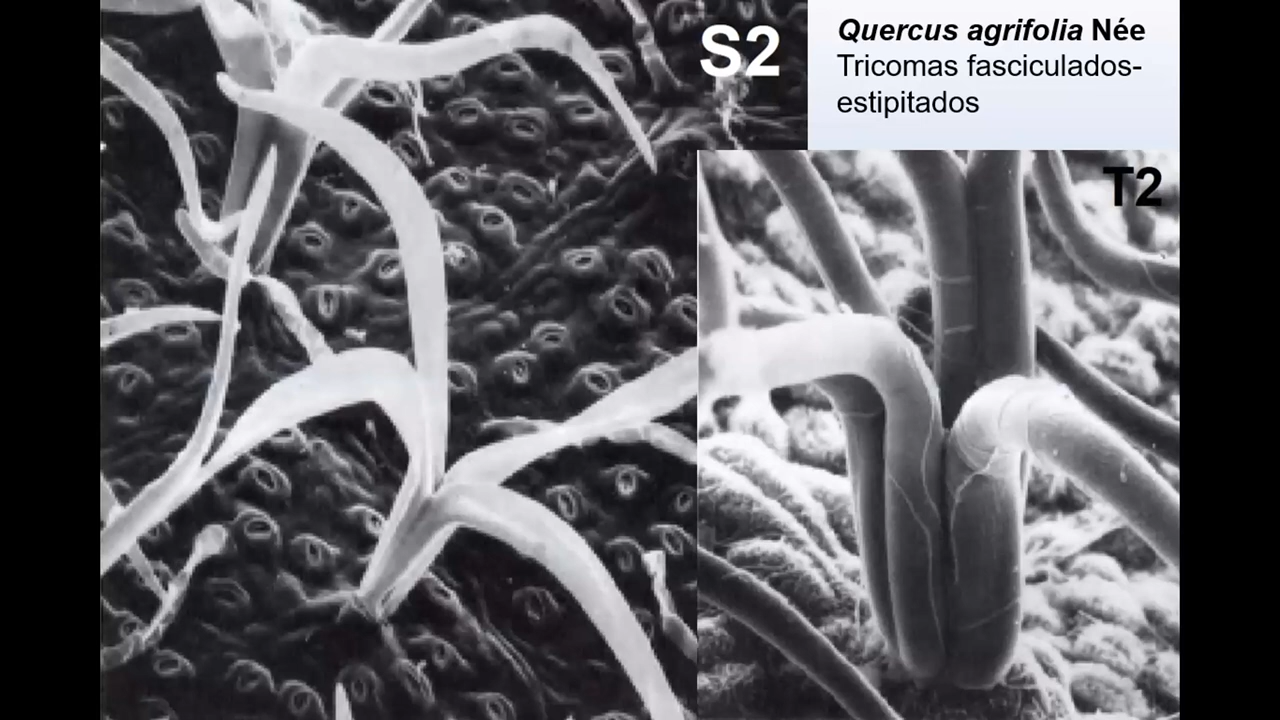 S2
Quercus agrifolia Née
Tricomas fasciculados-
estipitados
T2